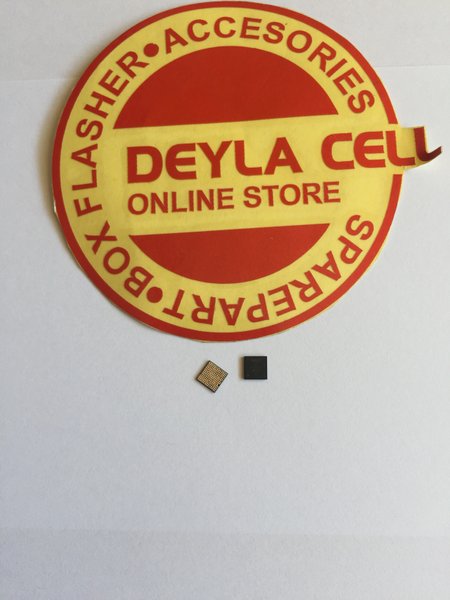 BOX FLASHER•ACCESORIES
DEYLA CELL
ONLINE STORE
SPAREPART•